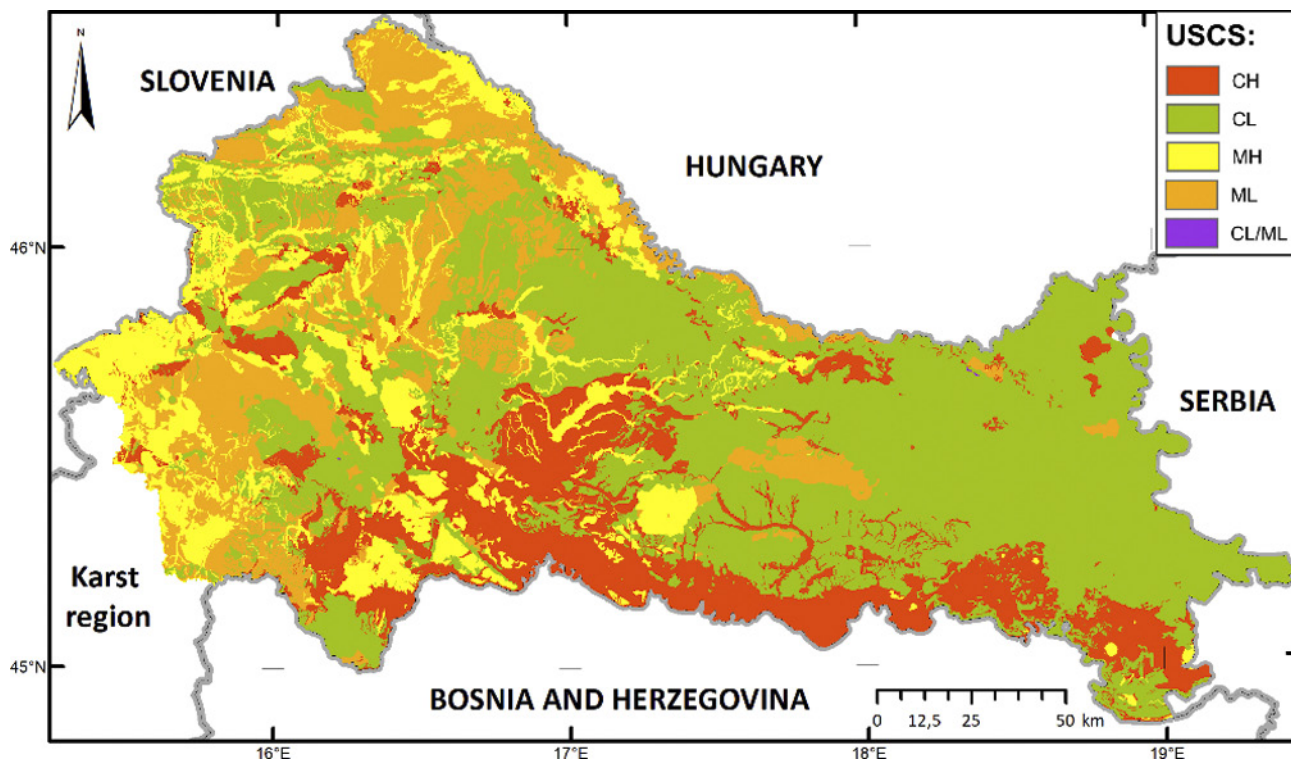 N
SLOVENIA
HUNGARY
SERBIA
Karst
region
BOSNIA AND HERZEGOVINA
USCS:
CH
CL
MH
ML
CL/ML
46°N
45°N
0 12,5 25 50 km
16°E 17°E 18°E 19°E